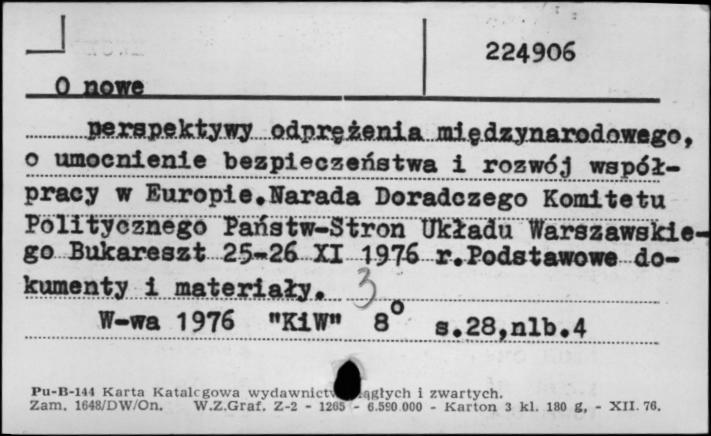 224906
O nowe
perspektywy odprężenia międzynarodowego,
o umocnienie bezpieczeństwa i rozwój współ-
pracy w Europie.Narada Doradczego Komitetu
Politycznego Państw-Stron Układu Warszawskie-
go Bukareszt 25-26 XI 1976 r.Podstawowe do-
kumenty i materiały. 3
W-wa 1976 "KiW" 8⁰ s.28,nlb.4
Pu-B-144 Karta Katalogowa wydawnictw i zwartych.
Zam. 1648/DW/On. W.Z.Graf. Z-2 - 1265 - 6.590 000 - Karton 3 kl. 180 g, - XII. 76.